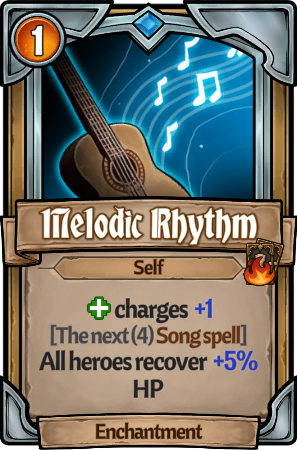 1
Melodic Rhythm
Self
charges +1
[The next (4) Song spell]
All heroes recover +5%
HP
Enchantment